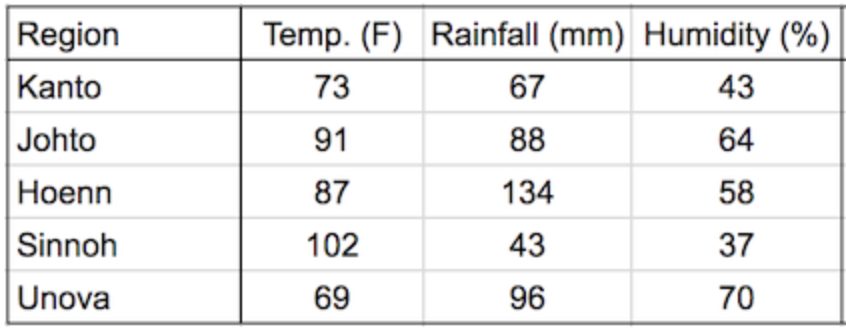 Region Temp. (F) Rainfall (mm) Humidity (%)
Kanto 73 67 43
Johto 91 88 64
Hoenn 87 134 58
Sinnoh 102 43 37
Unova 69 96 70